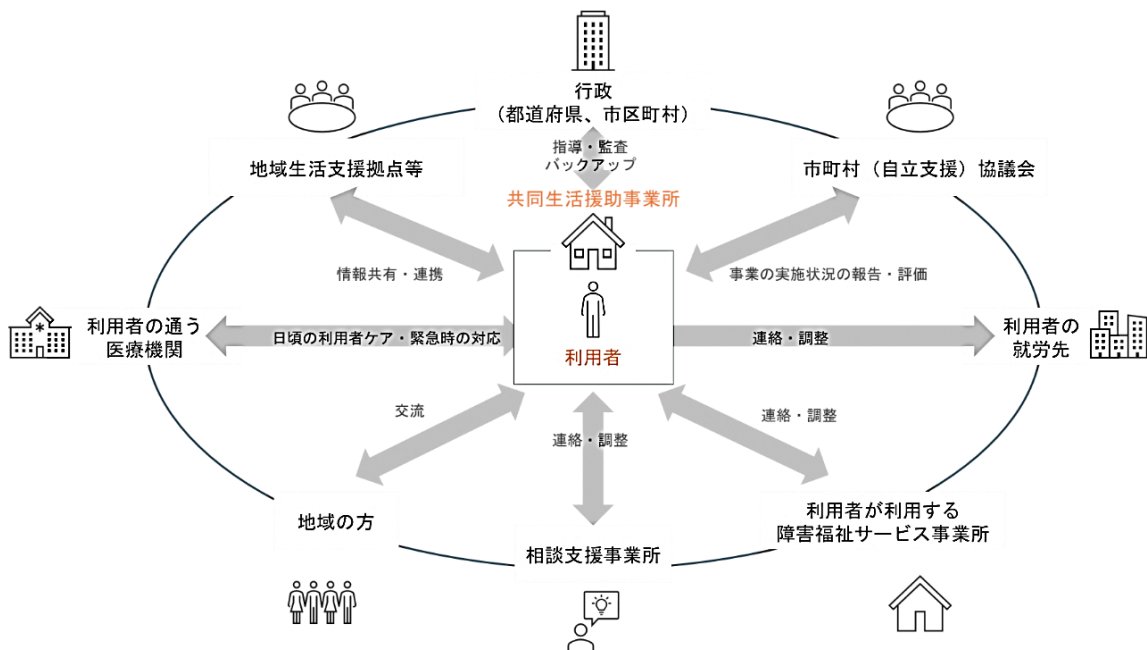 行政
（都道府県、市区町村）
指導・監査
バックアップ
地域生活支援拠点等
市町村（自立支援）協議会
共同生活援助事業所
情報共有・連携
事業の実施状況の報告・評価
利用者の通う
医療機関
日頃の利用者ケア・緊急時の対応
利用者
連絡・調整
利用者の
就労先
交流
連絡・調整
連絡・調整
地域の方
相談支援事業所
利用者が利用する
障害福祉サービス事業所